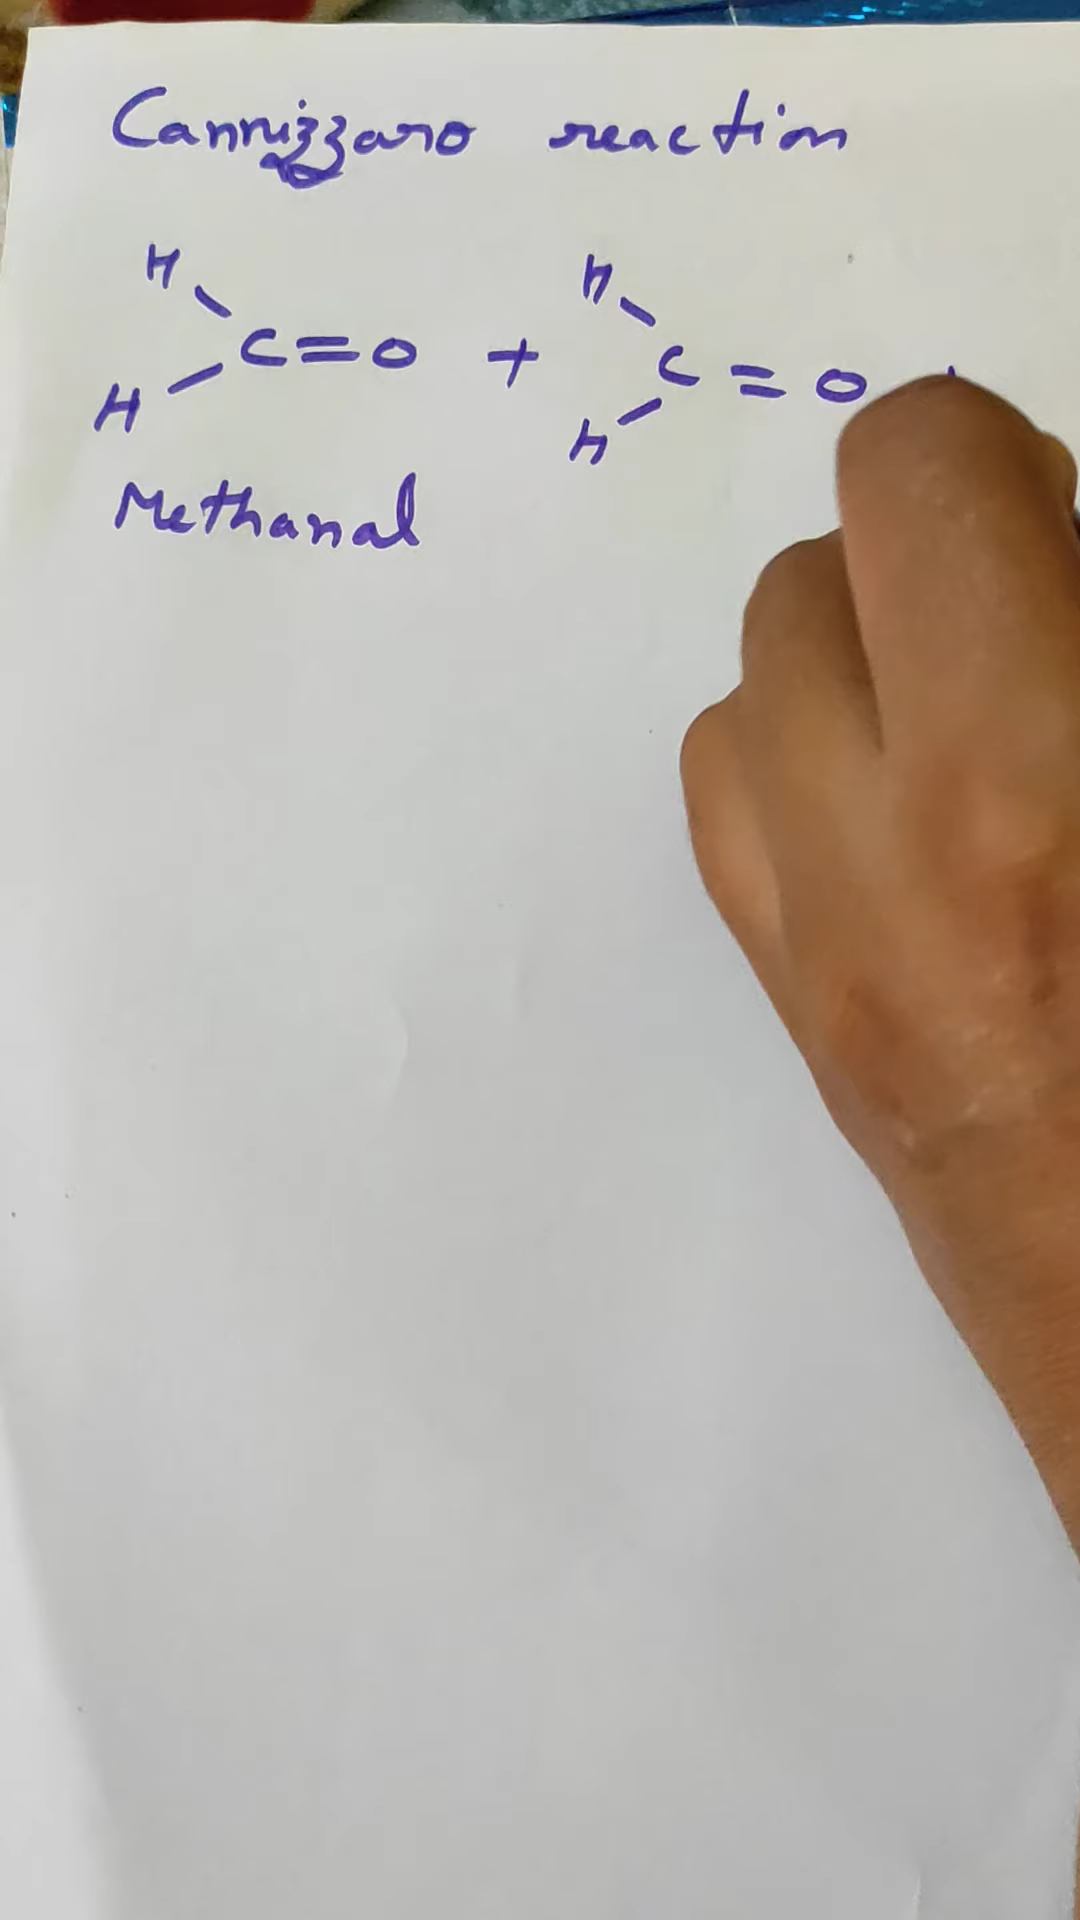 Cannizzaro reaction
H H
C=O + C=O +
H H
Methanal